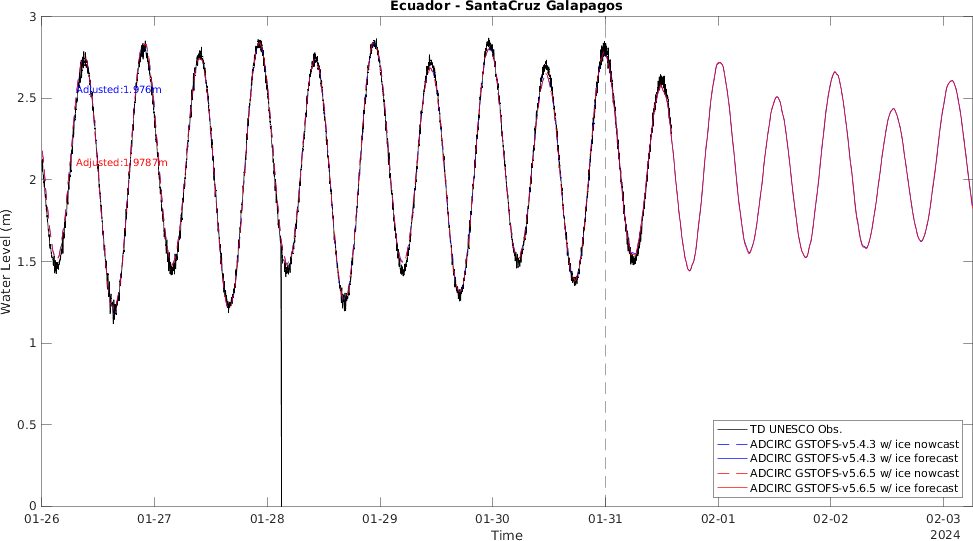 Ecuador - SantaCruz Galapagos
3
2.5
2
1.5
1
0.5
0
Water Level (m)
Adjusted:1.976m
Adjusted:1.9787m
TD UNESCO Obs.
ADCIRC GSTOFS-v5.4.3 w/ ice nowcast
ADCIRC GSTOFS-v5.4.3 w/ ice forecast
ADCIRC GSTOFS-v5.6.5 w/ ice nowcast
ADCIRC GSTOFS-v5.6.5 w/ ice forecast
01-26 01-27 01-28 01-29 01-30 01-31 02-01 02-02 02-03
Time
2024